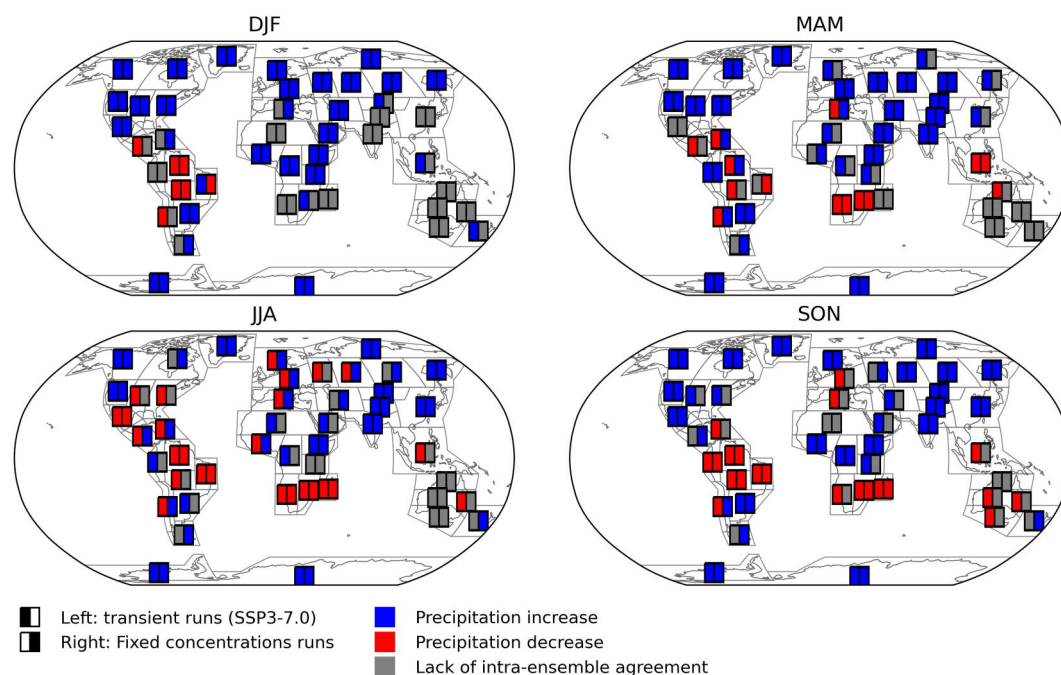 DJF
MAM
JJA
SON
Left: transient runs (SSP3-7.0)
Right: Fixed concentrations runs
Precipitation increase
Precipitation decrease
Lack of intra-ensemble agreement